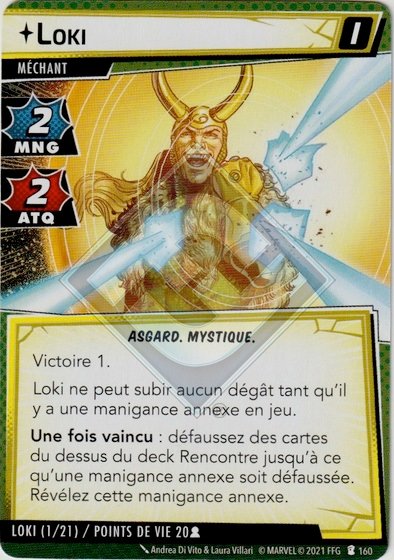 Loki
I
MÉCHANT
2
MNG
2
ATQ
ASGARD. MYSTIQUE.
Victoire 1.
Loki ne peut subir aucun dégât tant qu'il
y a une manigance annexe en jeu.
Une fois vaincu : défaussez des cartes
du dessus du deck Rencontre jusqu'à ce
qu'une manigance annexe soit défaussée.
Révélez cette manigance annexe.
LOKI (1/21) / POINTS DE VIE 20
Andrea Di Vito & Laura Villari © MARVEL © 2021 FFG 160